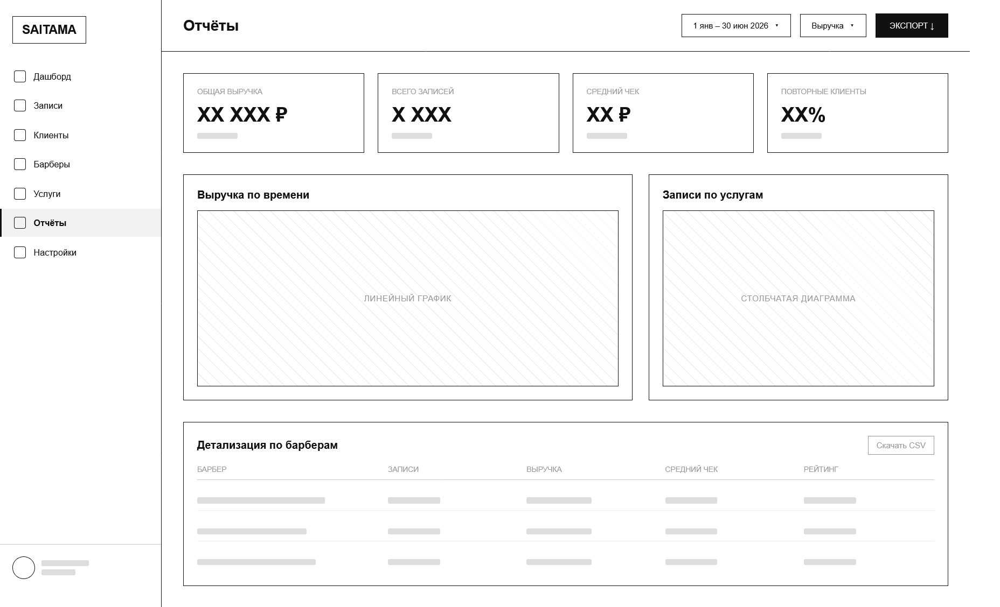 SAITAMA
Дашборд
Записи
Клиенты
Барберы
Услуги
Отчёты
Настройки
Отчёты
1 янв – 30 июн 2026 ▾
Выручка ▾
ЭКСПОРТ ↓
ОБЩАЯ ВЫРУЧКА
XX XXX ₽
ВСЕГО ЗАПИСЕЙ
X XXX
СРЕДНИЙ ЧЕК
XX ₽
ПОВТОРНЫЕ КЛИЕНТЫ
XX%
Выручка по времени
ЛИНЕЙНЫЙ ГРАФИК
Записи по услугам
СТОЛБЧАТАЯ ДИАГРАММА
Детализация по барберам
Скачать CSV
БАРБЕР ЗАПИСИ ВЫРУЧКА СРЕДНИЙ ЧЕК РЕЙТИНГ